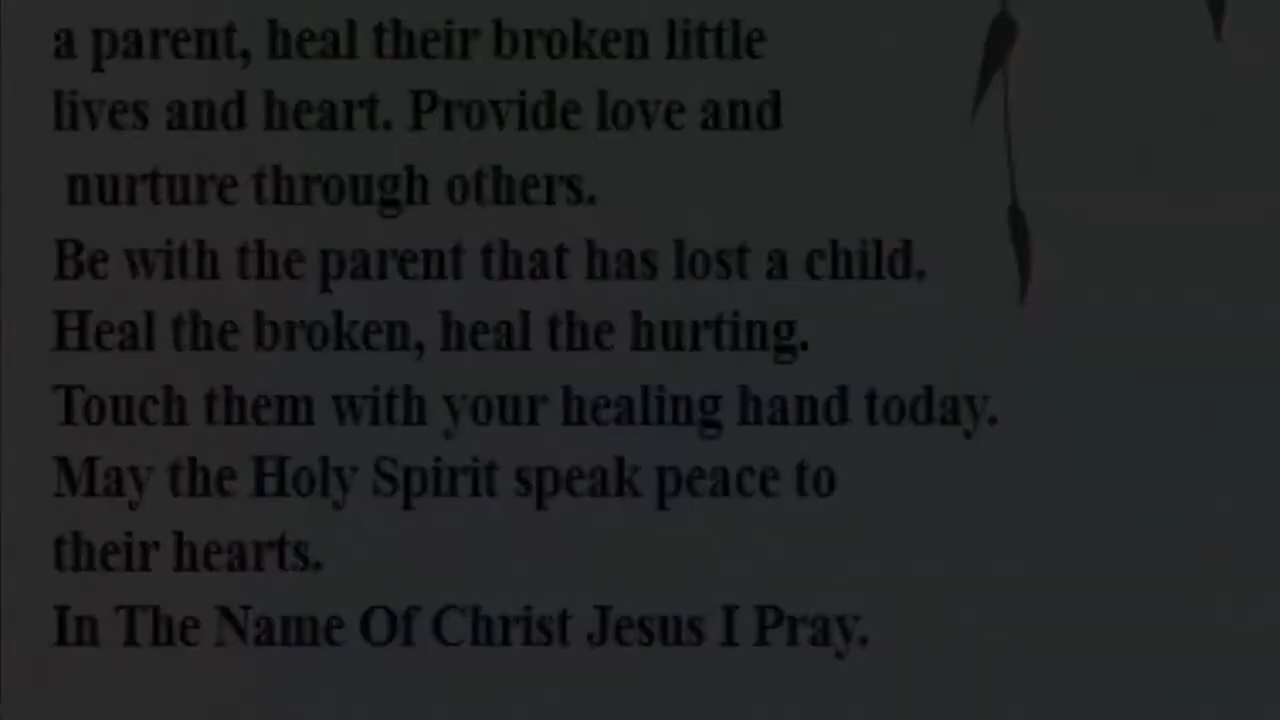 a parent, heal their broken little
lives and heart. Provide love and
nurture through others.
Be with the parent that has lost a child.
Heal the broken, heal the hurting.
Touch them with your healing hand today.
May the Holy Spirit speak peace to
their hearts.
In The Name Of Christ Jesus I Pray.